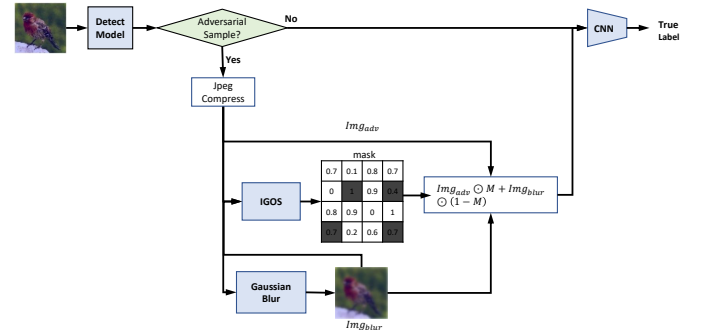 Detect
Model
Adversarial
Sample?
No
CNN
True
Label
Yes
Jpeg
Compress
Img_adv
mask
0.7 0.1 0.8 0.7
0 1 0.9 0.4
0.8 0.9 0 1
0.7 0.2 0.6 0.7
IGOS
Img_adv ⊙ M + Img_blur
⊙ (1 − M)
Gaussian
Blur
Img_blur